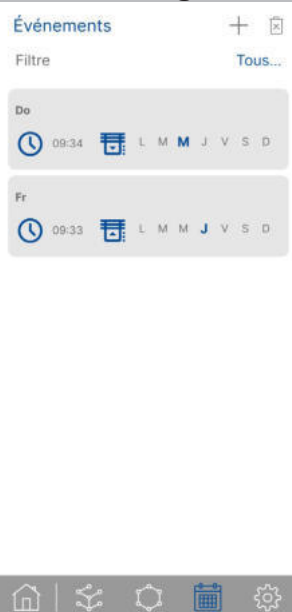 Événements
Filtre Tous...
Do
09:34 L M M J V S D
Fr
09:33 L M M J V S D